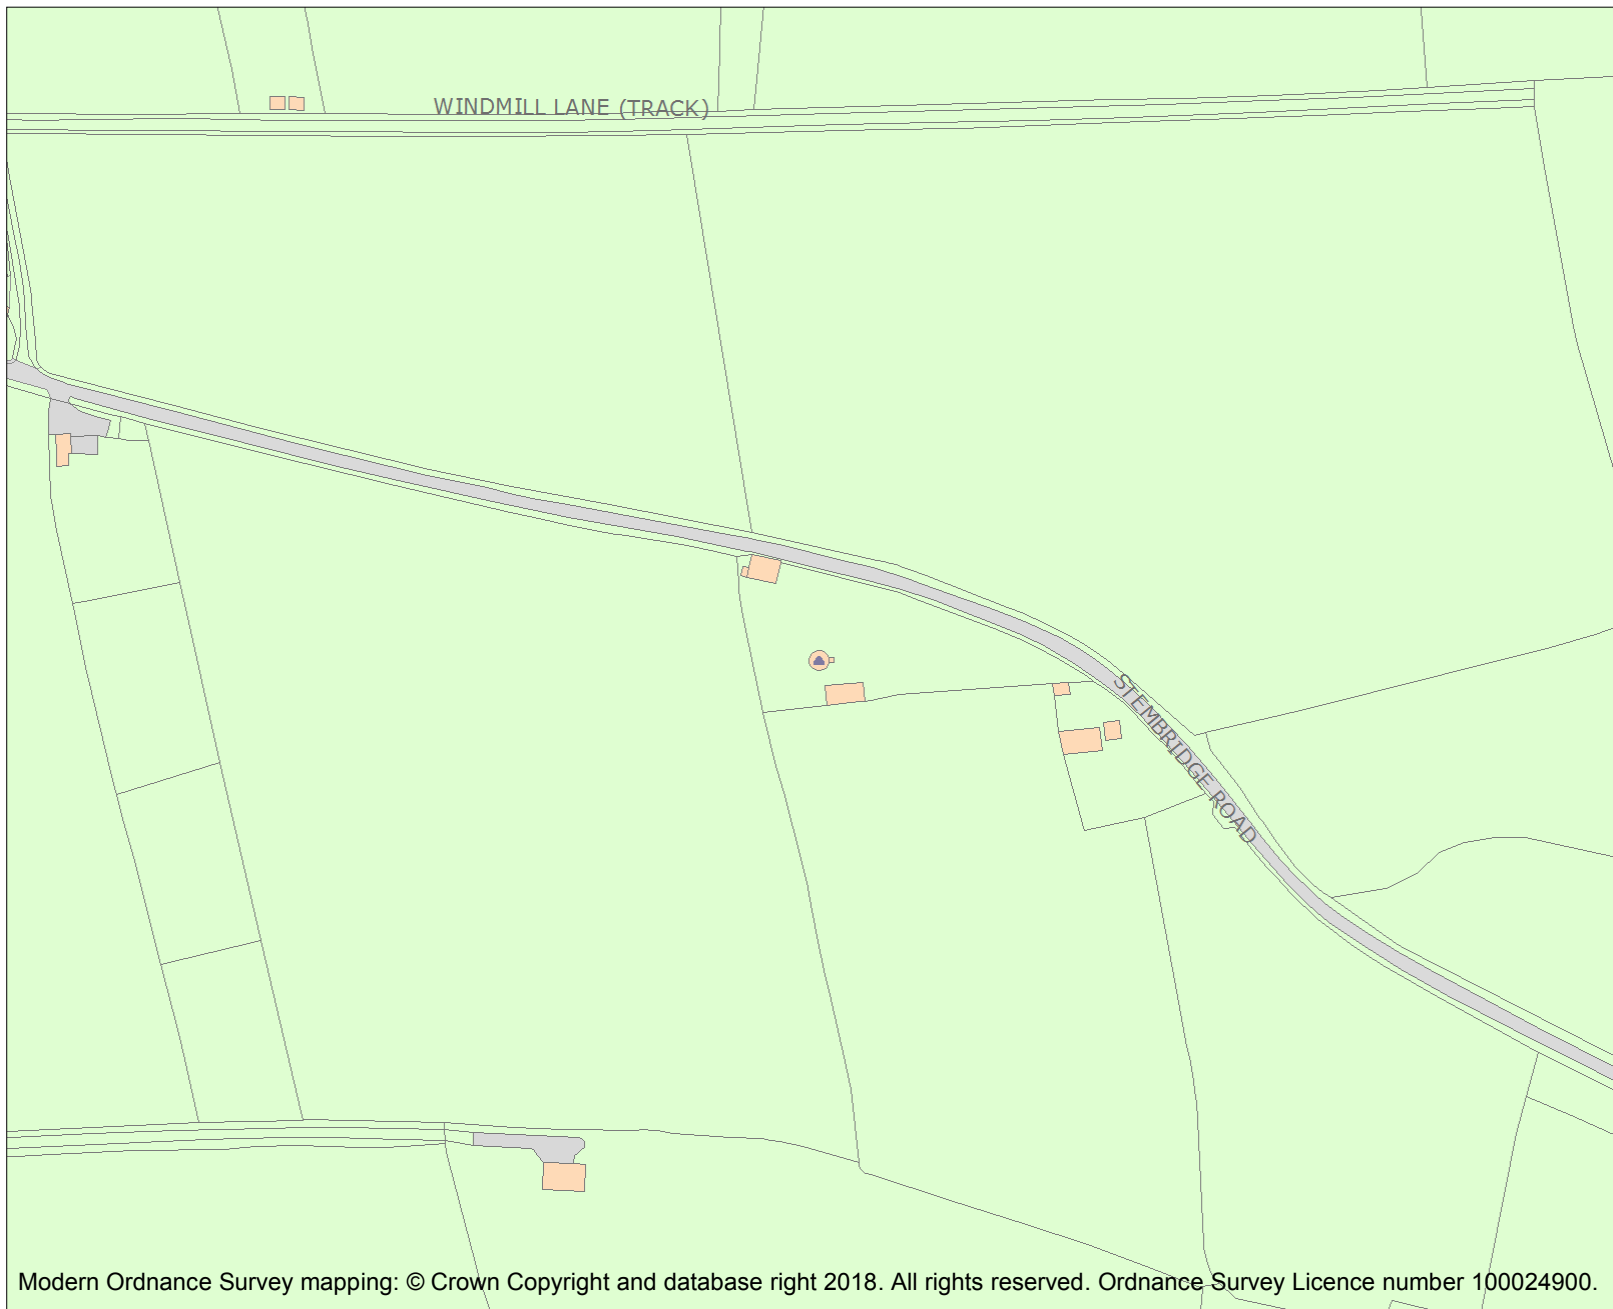 WINDMILL LANE (TRACK)
STEMBRIDGE ROAD
Modern Ordnance Survey mapping: © Crown Copyright and database right 2018. All rights reserved. Ordnance Survey Licence number 100024900.